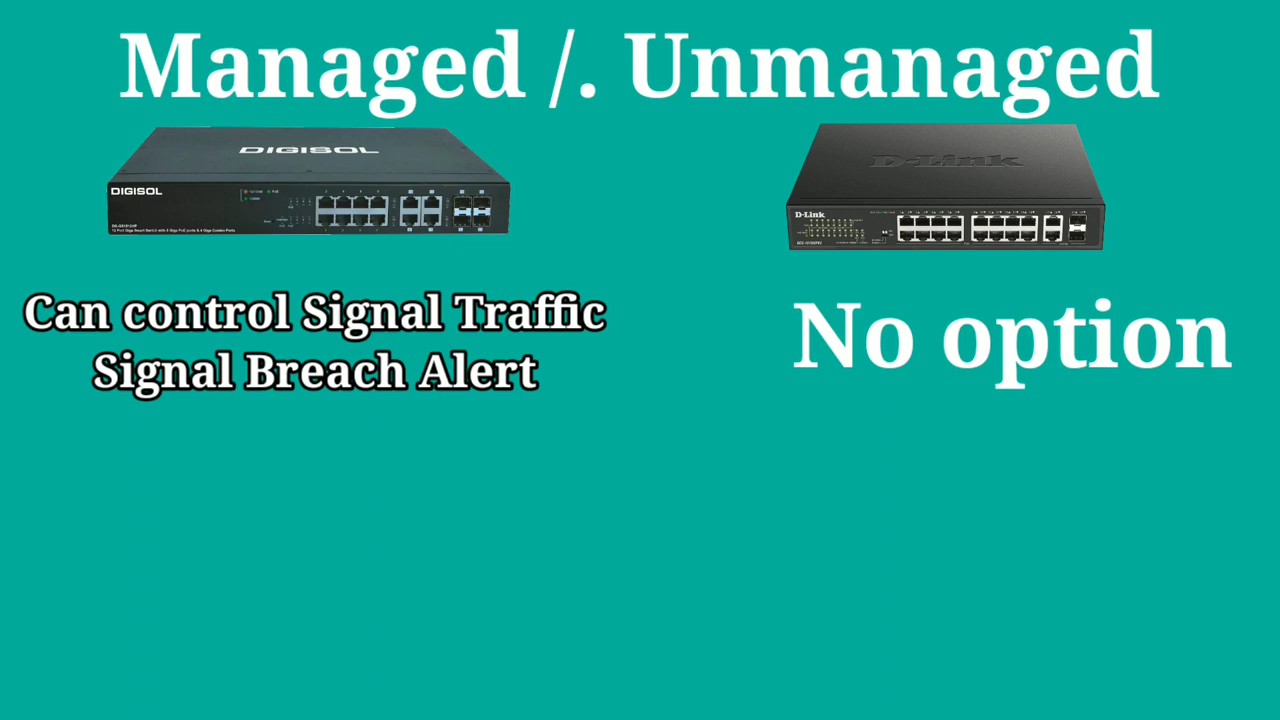 Managed /. Unmanaged
DIGISOL
DIGISOL
D-Link
D-Link
Can control Signal Traffic
Signal Breach Alert
No option